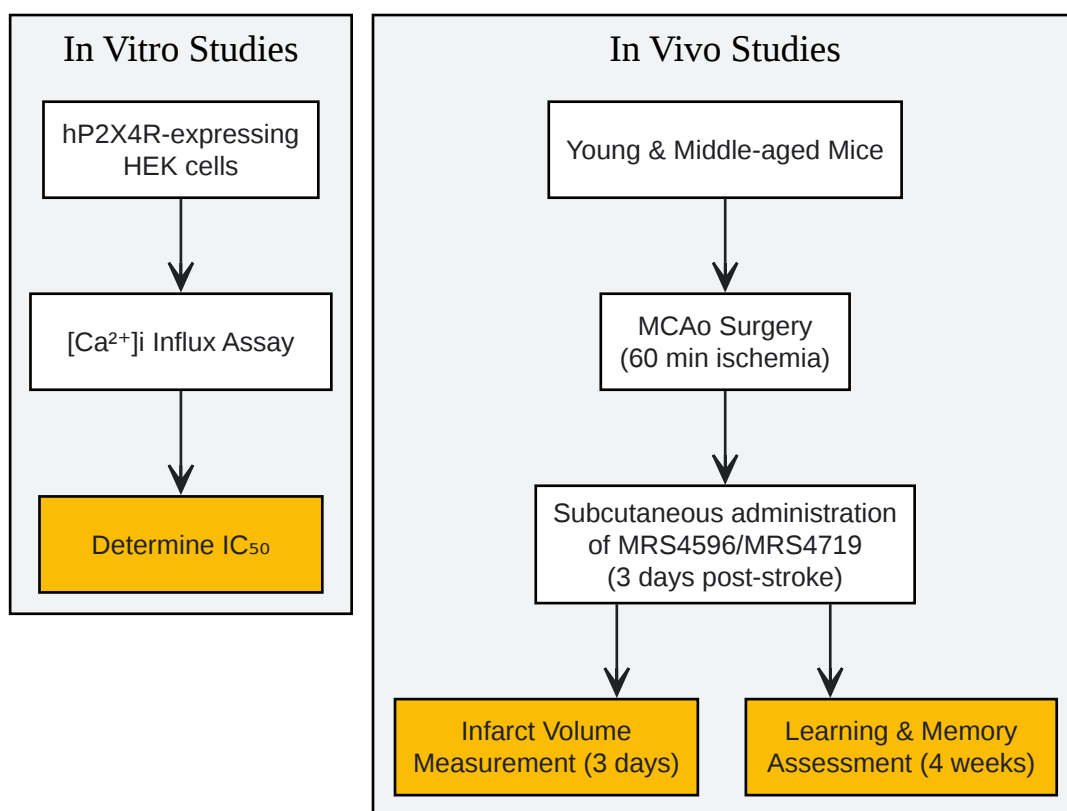 In Vitro Studies
hP2X4R-expressing
HEK cells
[Ca²⁺]i Influx Assay
Determine IC₅₀
In Vivo Studies
Young & Middle-aged Mice
MCAo Surgery
(60 min ischemia)
Subcutaneous administration
of MRS4596/MRS4719
(3 days post-stroke)
Infarct Volume
Measurement (3 days)
Learning & Memory
Assessment (4 weeks)